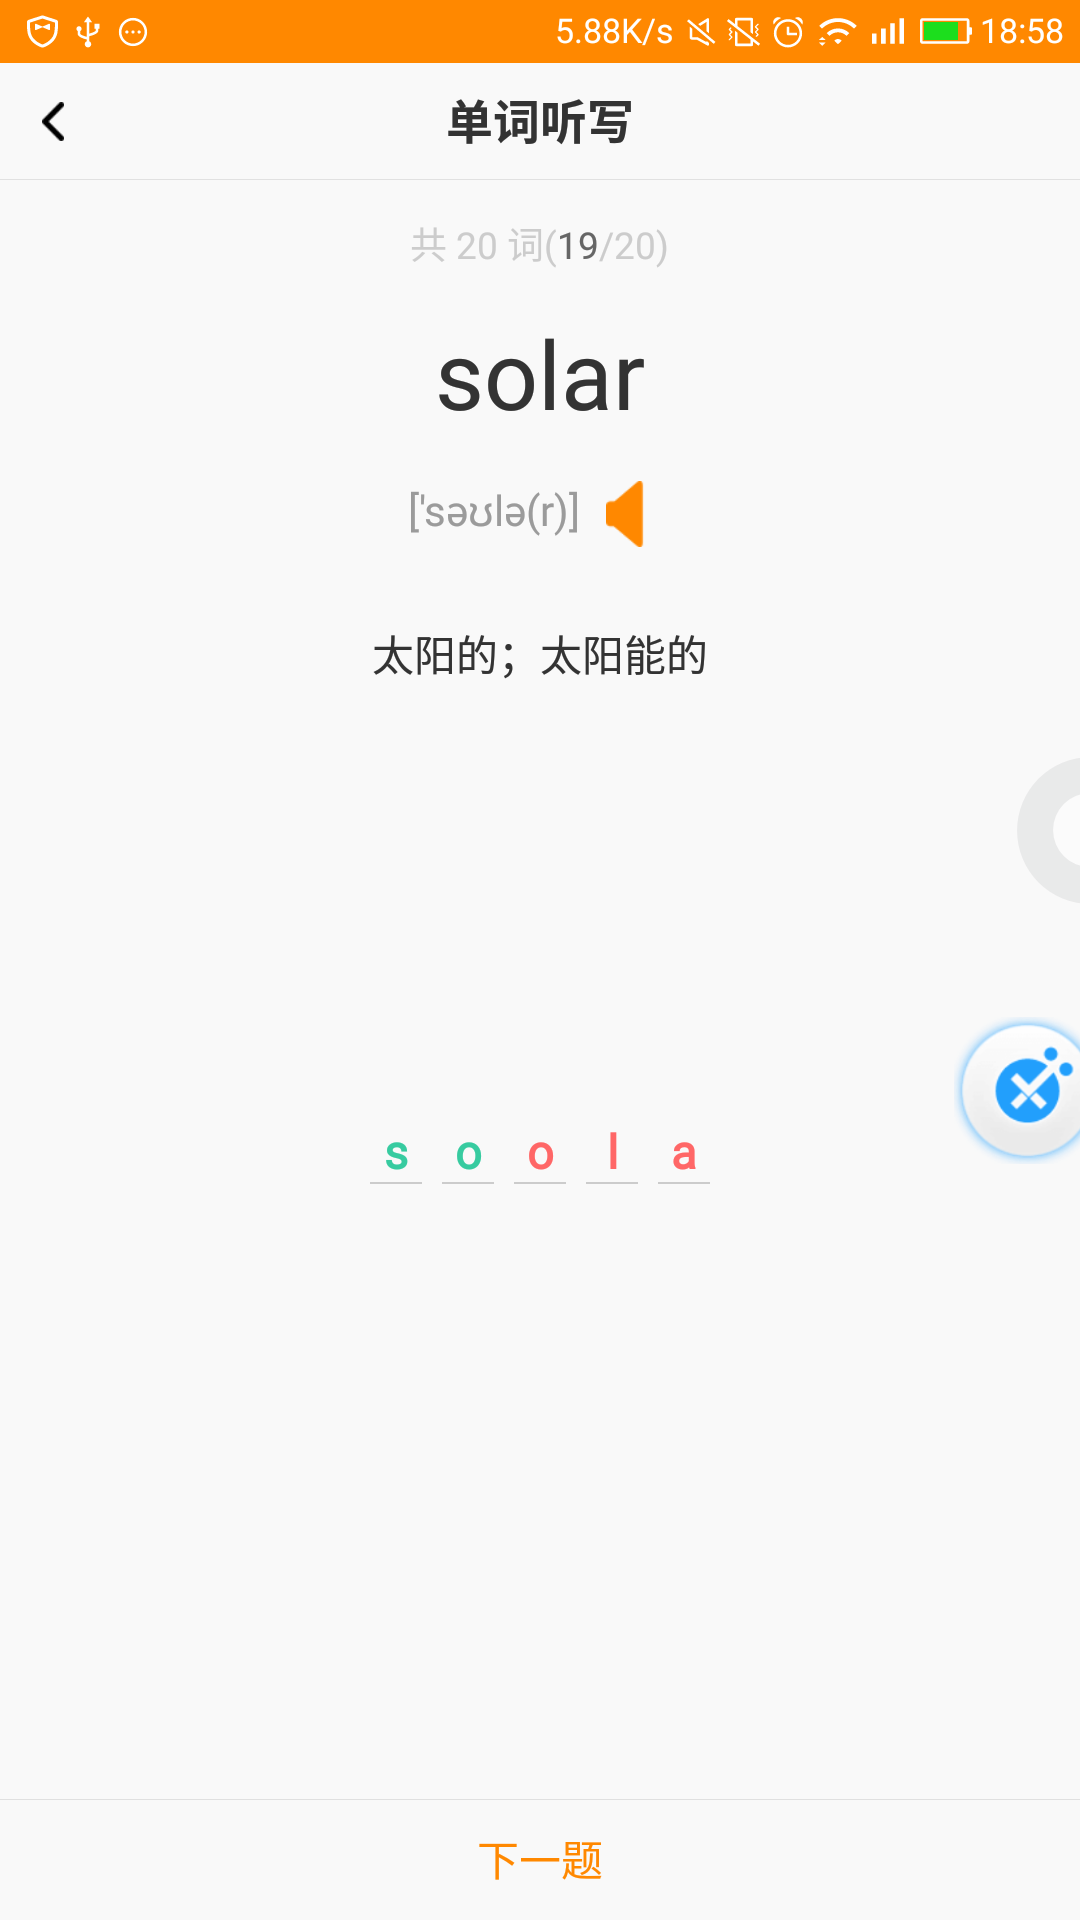 5.88K/s 18:58
单词听写
共 20 词(19/20)
solar
['səʊlə(r)]
太阳的；太阳能的
s o o l a
下一题